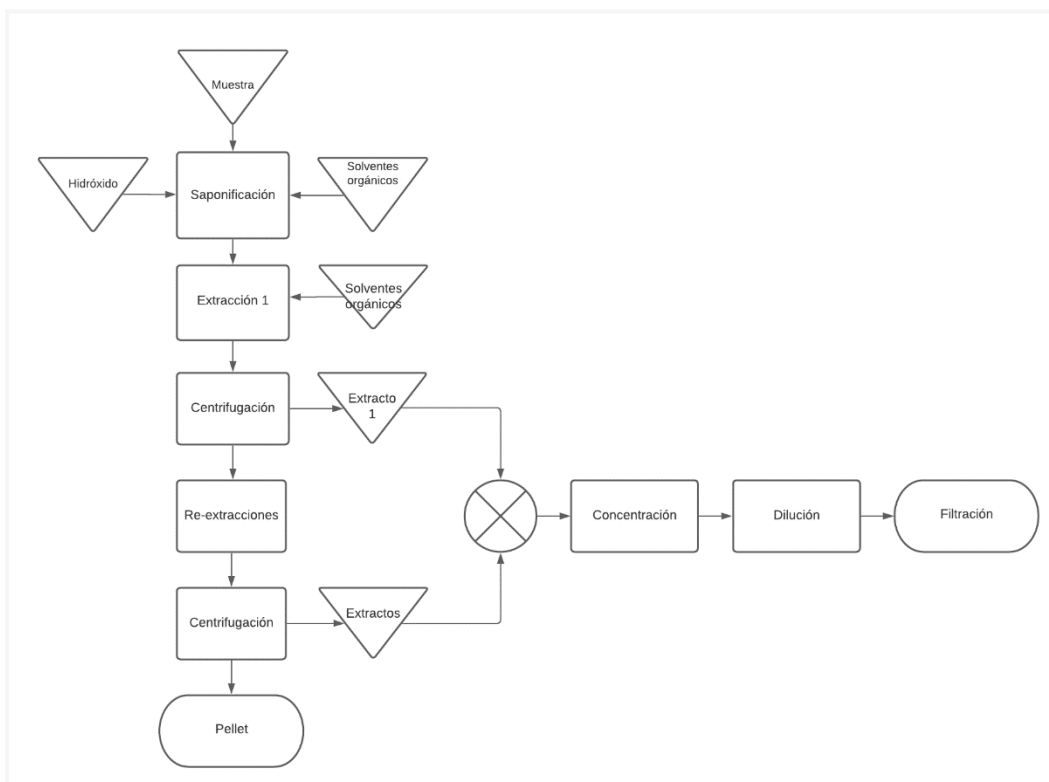 Muestra
Hidróxido
Saponificación
Solventes
orgánicos
Extracción 1
Solventes
orgánicos
Centrifugación
Extracto
1
Re-extracciones
Concentración
Dilución
Filtración
Centrifugación
Extractos
Pellet